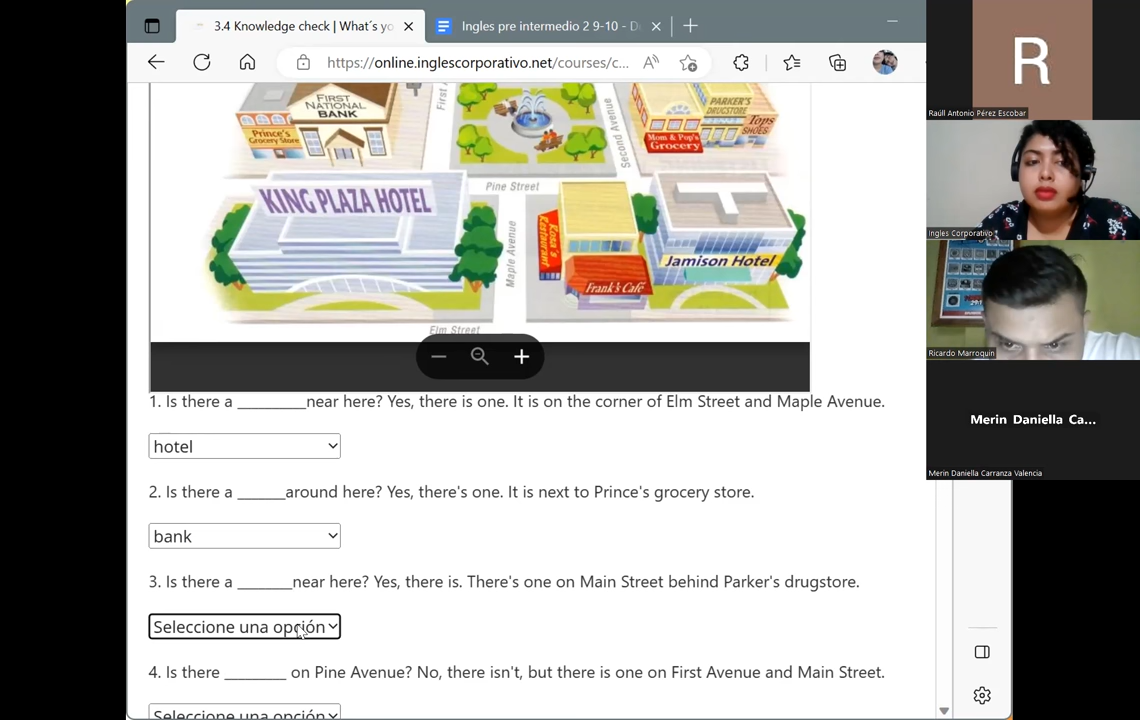 3.4 Knowledge check | What´s yo
Ingles pre intermedio 2 9-10 - D
https://online.inglescorporativo.net/courses/c...
FIRST
NATIONAL
BANK
Prince's
Grocery Store
Second Avenue
PARKER'S
DRUGSTORE
Tops
SHOES
Mom & Pop's
Grocery
Pine Street
KING PLAZA HOTEL
Maple Avenue
Rosa's
Restaurant
Frank's Café
Jamison Hotel
Elm Street
1. Is there a __________near here? Yes, there is one. It is on the corner of Elm Street and Maple Avenue.
hotel
2. Is there a _______around here? Yes, there's one. It is next to Prince's grocery store.
bank
3. Is there a ________near here? Yes, there is. There's one on Main Street behind Parker's drugstore.
Seleccione una opción
4. Is there _________ on Pine Avenue? No, there isn't, but there is one on First Avenue and Main Street.
Seleccione una opción
R
Raúl Antonio Pérez Escobar
Ingles Corporativo
Ricardo Marroquin
Merin Daniella Ca...
Merin Daniella Carranza Valencia